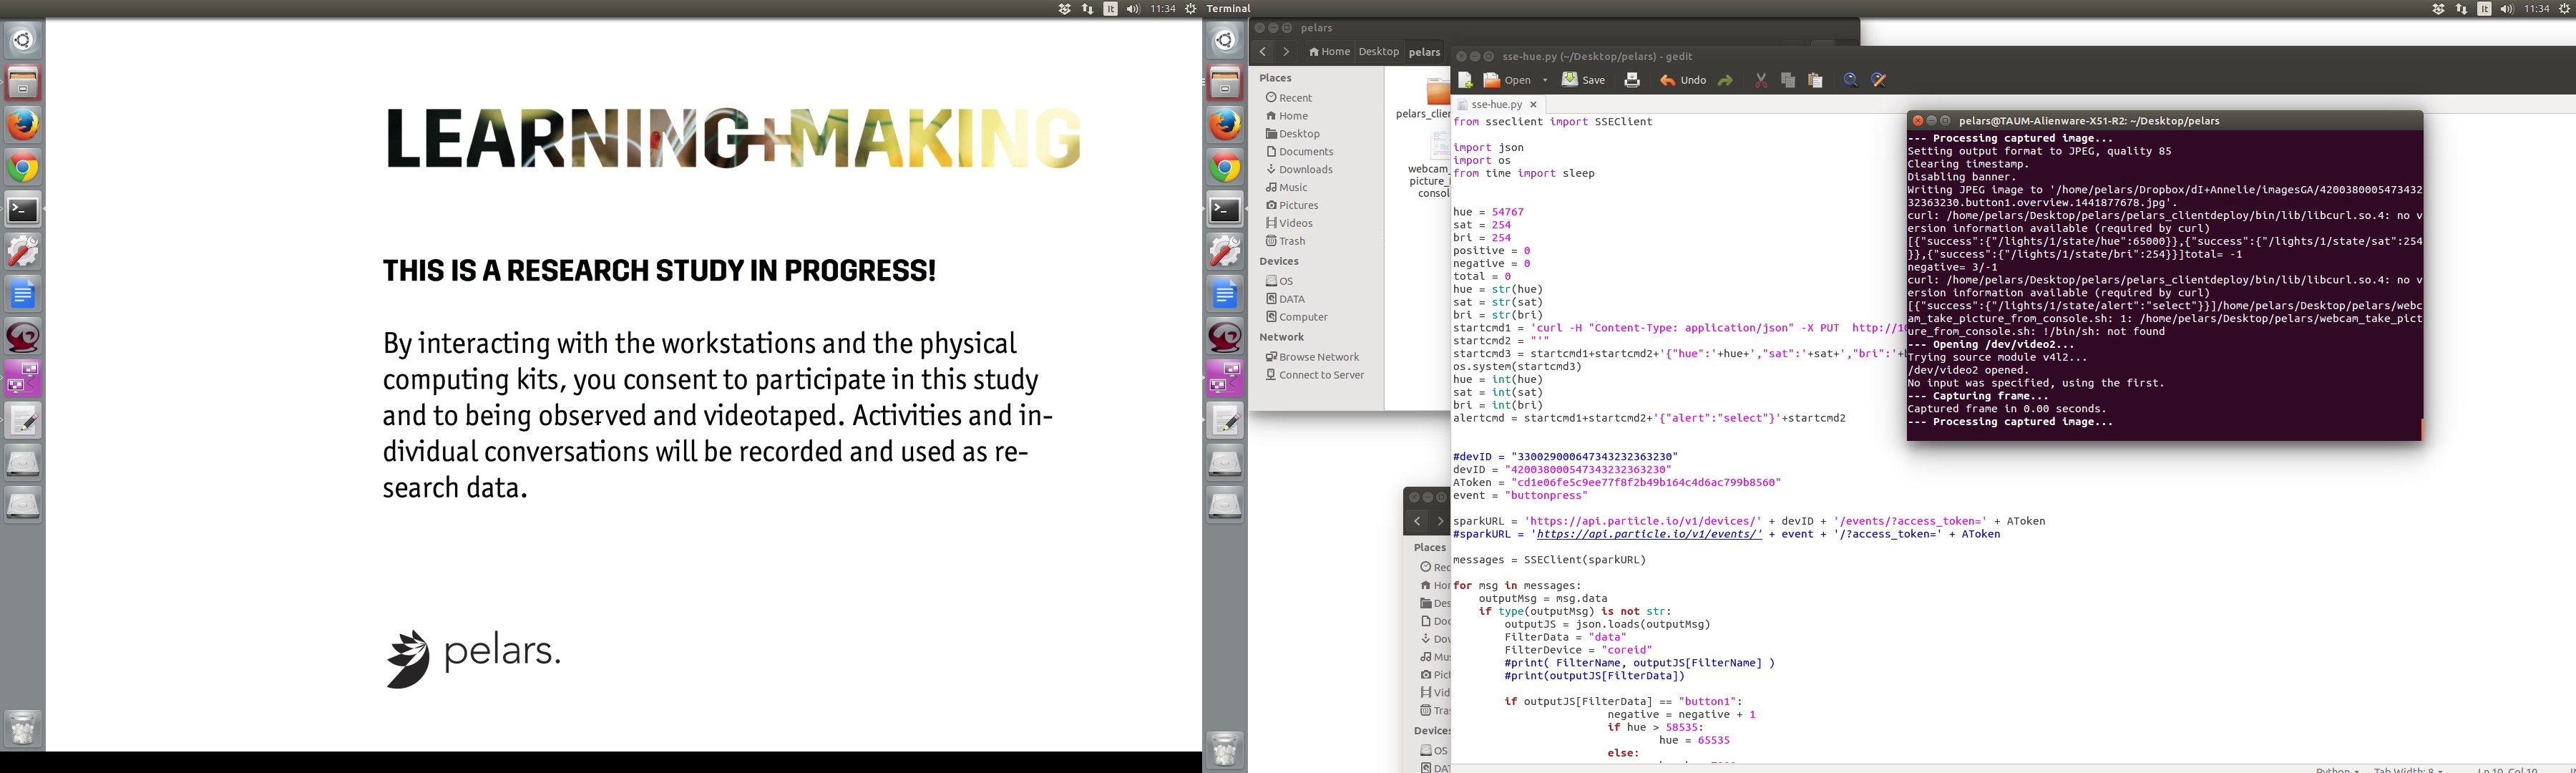 11:34
Terminal
11:34
LEARNING+MAKING
THIS IS A RESEARCH STUDY IN PROGRESS!
By interacting with the workstations and the physical
computing kits, you consent to participate in this study
and to being observed and videotaped. Activities and in-
dividual conversations will be recorded and used as re-
search data.
pelars.
pelars
Home Desktop pelars
Places
Recent
Home
Desktop
Documents
Downloads
Music
Pictures
Videos
Trash
Devices
OS
DATA
Computer
Network
Browse Network
Connect to Server
pelars_clien
webcam_
picture_
consol
Places
Rec
Hom
Des
Doc
Dow
Mus
Pict
Vid
Tras
Devices
OS
DAT
sse-hue.py (~/Desktop/pelars) - gedit
Open Save Undo
sse-hue.py
from sseclient import SSEClient
import json
import os
from time import sleep
hue = 54767
sat = 254
bri = 254
positive = 0
negative = 0
total = 0
hue = str(hue)
sat = str(sat)
bri = str(bri)
startcmd1 = 'curl -H "Content-Type: application/json" -X PUT  http://10
startcmd2 = "'"
startcmd3 = startcmd1+startcmd2+'{"hue":'+hue+',"sat":'+sat+',"bri":'+
os.system(startcmd3)
hue = int(hue)
sat = int(sat)
bri = int(bri)
alertcmd = startcmd1+startcmd2+'{"alert":"select"}'+startcmd2
#devID = "330029000647343232363230"
devID = "420038000547343232363230"
AToken = "cd1e06fe5c9ee77f8f2b49b164c4d6ac799b8560"
event = "buttonpress"
sparkURL = 'https://api.particle.io/v1/devices/' + devID + '/events/?access_token=' + AToken
#sparkURL = 'https://api.particle.io/v1/events/' + event + '/?access_token=' + AToken
messages = SSEClient(sparkURL)
for msg in messages:
    outputMsg = msg.data
    if type(outputMsg) is not str:
        outputJS = json.loads(outputMsg)
        FilterData = "data"
        FilterDevice = "coreid"
        #print( FilterName, outputJS[FilterName] )
        #print(outputJS[FilterData])
        if outputJS[FilterData] == "button1":
            negative = negative + 1
            if hue > 58535:
                hue = 65535
            else:
Python Tab Width: 8 Ln 10, Col 10
pelars@TAUM-Alienware-X51-R2: ~/Desktop/pelars
--- Processing captured image...
Setting output format to JPEG, quality 85
Clearing timestamp.
Disabling banner.
Writing JPEG image to '/home/pelars/Dropbox/dI+Annelie/imagesGA/4200380005473432
32363230.button1.overview.1441877678.jpg'.
curl: /home/pelars/Desktop/pelars/pelars_clientdeploy/bin/lib/libcurl.so.4: no v
ersion information available (required by curl)
[{"success":{"/lights/1/state/hue":65000}},{"success":{"/lights/1/state/sat":254
}},{"success":{"/lights/1/state/bri":254}}]total= -1
negative= 3/-1
curl: /home/pelars/Desktop/pelars/pelars_clientdeploy/bin/lib/libcurl.so.4: no v
ersion information available (required by curl)
[{"success":{"/lights/1/state/alert":"select"}}]/home/pelars/Desktop/pelars/webc
am_take_picture_from_console.sh: 1: /home/pelars/Desktop/pelars/webcam_take_pict
ure_from_console.sh: !/bin/sh: not found
--- Opening /dev/video2...
Trying source module v4l2...
/dev/video2 opened.
No input was specified, using the first.
--- Capturing frame...
Captured frame in 0.00 seconds.
--- Processing captured image...